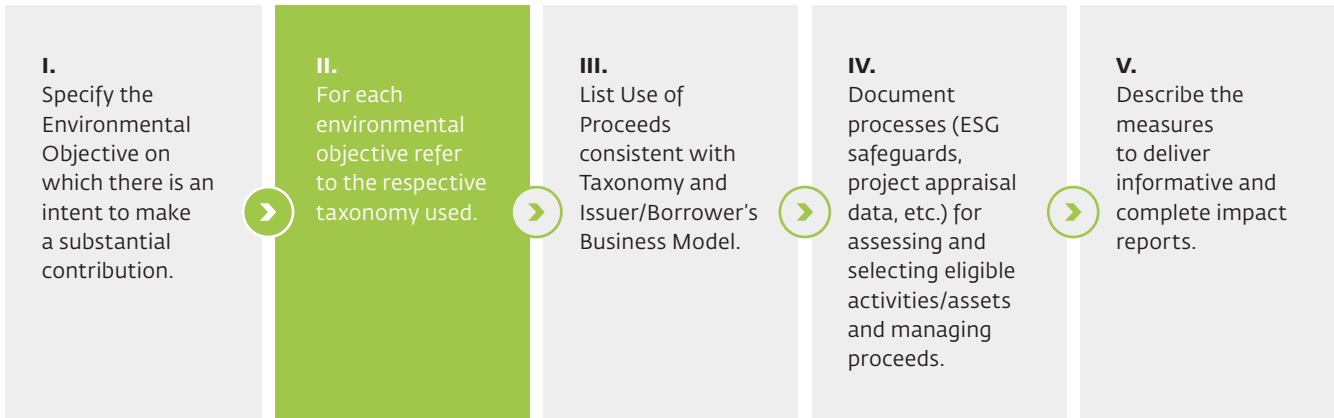 I.
Specify the
Environmental
Objective on
which there is an
intent to make
a substantial
contribution.
II.
For each
environmental
objective refer
to the respective
taxonomy used.
III.
List Use of
Proceeds
consistent with
Taxonomy and
Issuer/Borrower’s
Business Model.
IV.
Document
processes (ESG
safeguards,
project appraisal
data, etc.) for
assessing and
selecting eligible
activities/assets
and managing
proceeds.
V.
Describe the
measures
to deliver
informative and
complete impact
reports.